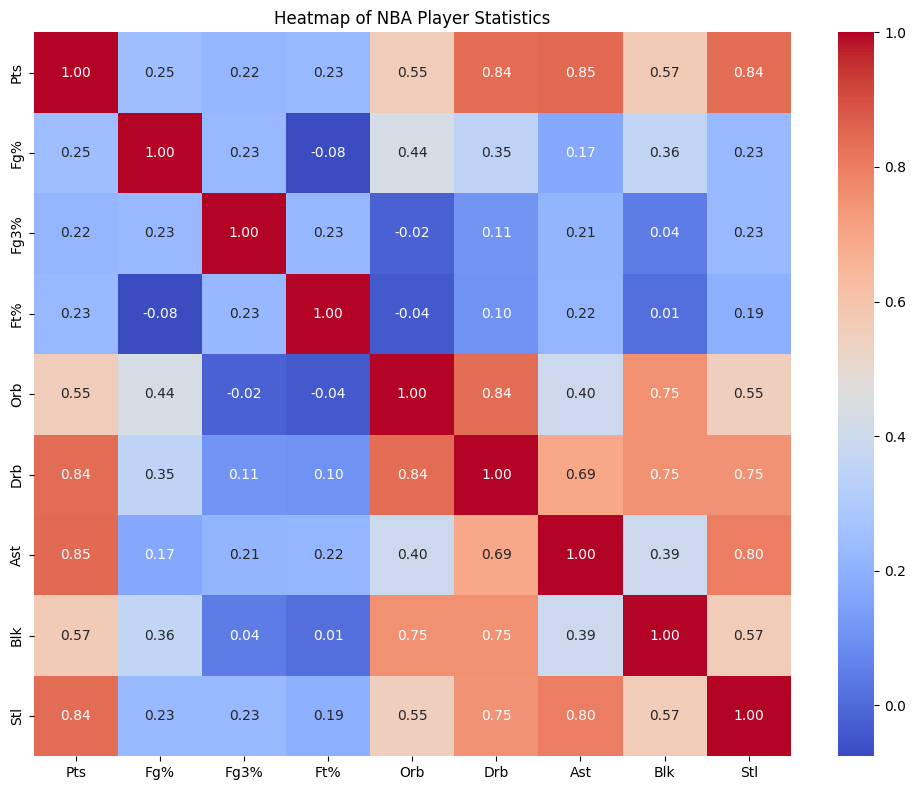 Heatmap of NBA Player Statistics
Pts 1.00 0.25 0.22 0.23 0.55 0.84 0.85 0.57 0.84
Fg% 0.25 1.00 0.23 -0.08 0.44 0.35 0.17 0.36 0.23
Fg3% 0.22 0.23 1.00 0.23 -0.02 0.11 0.21 0.04 0.23
Ft% 0.23 -0.08 0.23 1.00 -0.04 0.10 0.22 0.01 0.19
Orb 0.55 0.44 -0.02 -0.04 1.00 0.84 0.40 0.75 0.55
Drb 0.84 0.35 0.11 0.10 0.84 1.00 0.69 0.75 0.75
Ast 0.85 0.17 0.21 0.22 0.40 0.69 1.00 0.39 0.80
Blk 0.57 0.36 0.04 0.01 0.75 0.75 0.39 1.00 0.57
Stl 0.84 0.23 0.23 0.19 0.55 0.75 0.80 0.57 1.00
Pts Fg% Fg3% Ft% Orb Drb Ast Blk Stl
1.0
0.8
0.6
0.4
0.2
0.0